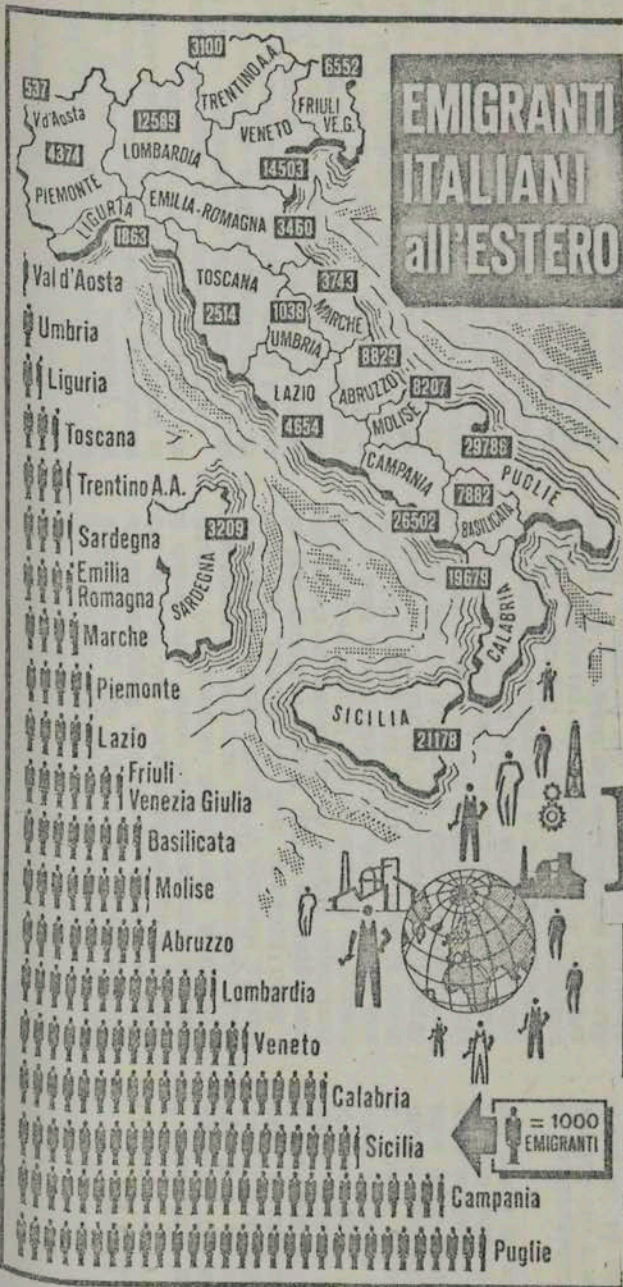 EMIGRANTI
ITALIANI
all'ESTERO
3100
TRENTINO A.A.
6552
FRIULI
VE.G.
537
V d'Aosta
12589
LOMBARDIA
VENETO
14503
4374
PIEMONTE
LIGURIA
1863
EMILIA-ROMAGNA
3460
TOSCANA
2514
3743
MARCHE
1038
UMBRIA
8829
ABRUZZO
8207
MOLISE
LAZIO
4654
CAMPANIA
26502
29786
PUGLIE
7882
BASILICATA
3209
SARDEGNA
19679
CALABRIA
SICILIA
21178
Val d'Aosta
Umbria
Liguria
Toscana
Trentino A.A.
Sardegna
Emilia
Romagna
Marche
Piemonte
Lazio
Friuli-
Venezia Giulia
Basilicata
Molise
Abruzzo
Lombardia
Veneto
Calabria
Sicilia
Campania
Puglie
= 1000
EMIGRANTI